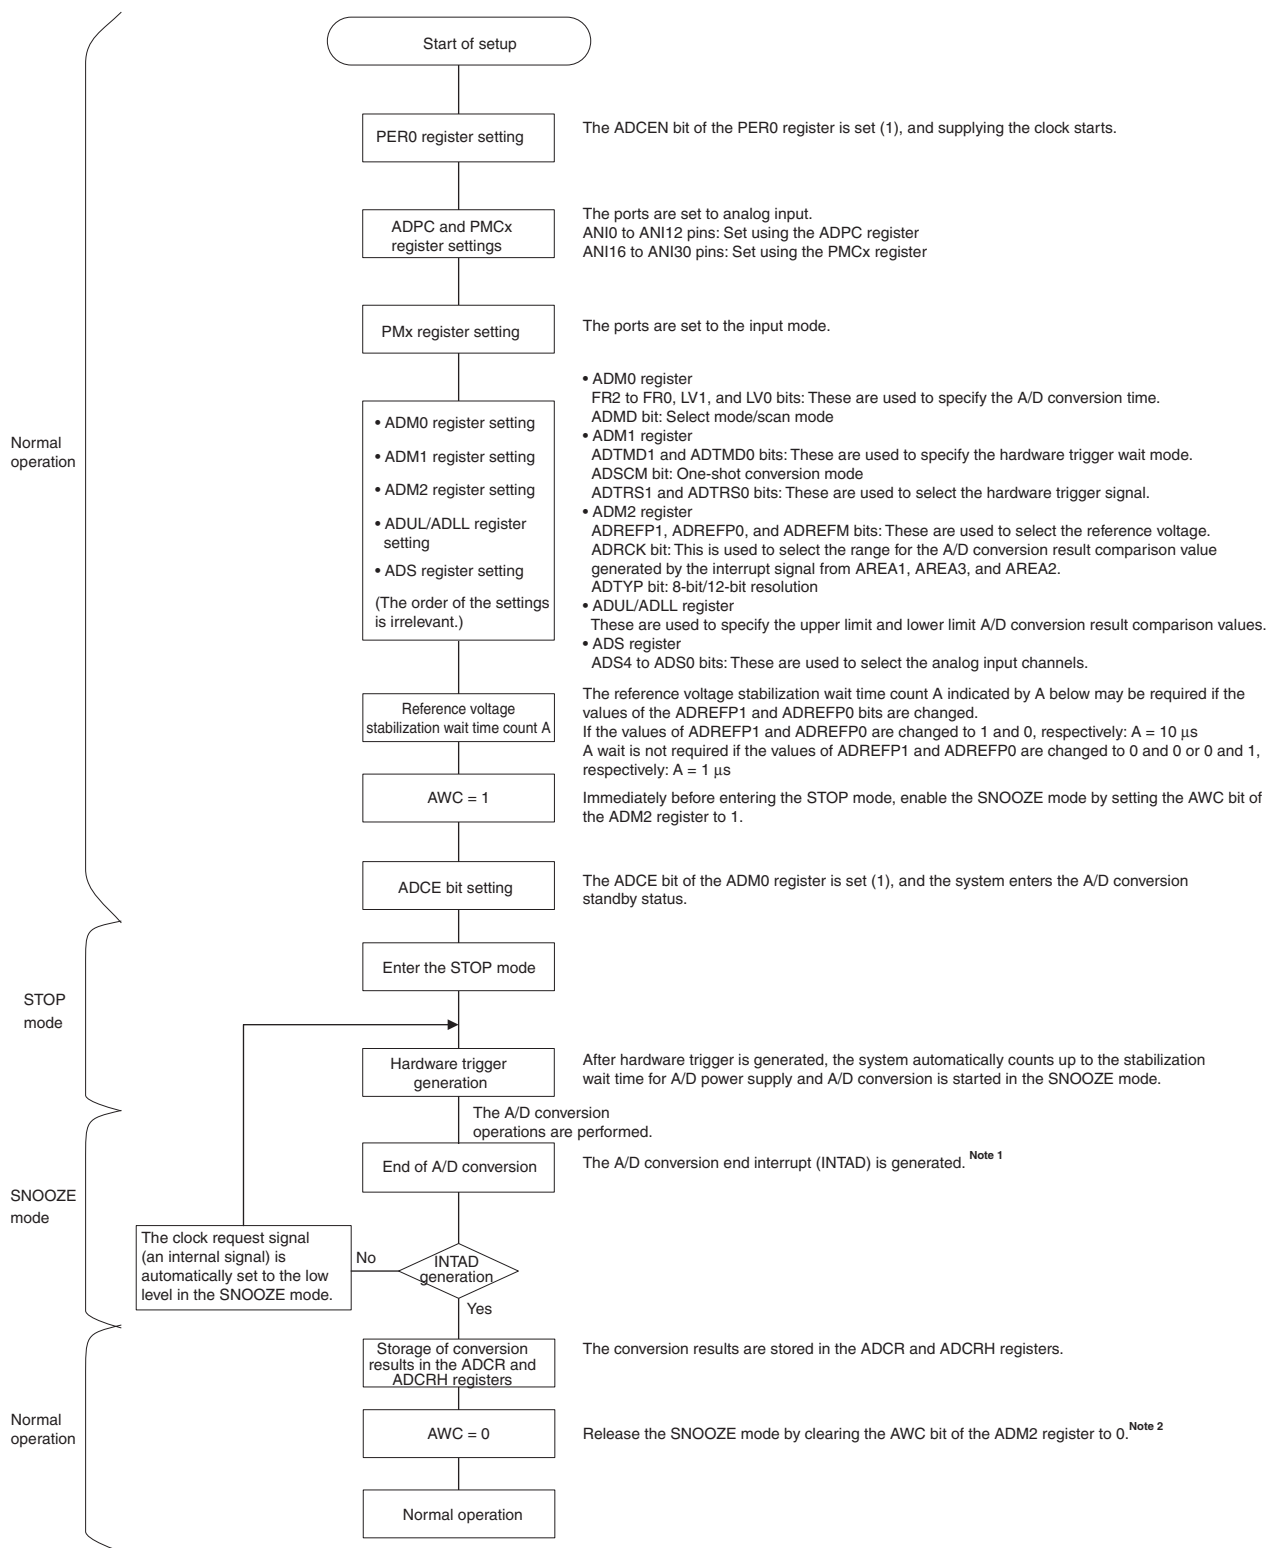 Start of setup
PER0 register setting
The ADCEN bit of the PER0 register is set (1), and supplying the clock starts.
ADPC and PMCx
register settings
The ports are set to analog input.
ANI0 to ANI12 pins: Set using the ADPC register
ANI16 to ANI30 pins: Set using the PMCx register
PMx register setting
The ports are set to the input mode.
Normal
operation
• ADM0 register setting
• ADM1 register setting
• ADM2 register setting
• ADUL/ADLL register
setting
• ADS register setting
(The order of the settings
is irrelevant.)
• ADM0 register
FR2 to FR0, LV1, and LV0 bits: These are used to specify the A/D conversion time.
ADMD bit: Select mode/scan mode
• ADM1 register
ADTMD1 and ADTMD0 bits: These are used to specify the hardware trigger wait mode.
ADSCM bit: One-shot conversion mode
ADTRS1 and ADTRS0 bits: These are used to select the hardware trigger signal.
• ADM2 register
ADREFP1, ADREFP0, and ADREFM bits: These are used to select the reference voltage.
ADRCK bit: This is used to select the range for the A/D conversion result comparison value
generated by the interrupt signal from AREA1, AREA3, and AREA2.
ADTYP bit: 8-bit/12-bit resolution
• ADUL/ADLL register
These are used to specify the upper limit and lower limit A/D conversion result comparison values.
• ADS register
ADS4 to ADS0 bits: These are used to select the analog input channels.
Reference voltage
stabilization wait time count A
The reference voltage stabilization wait time count A indicated by A below may be required if the
values of the ADREFP1 and ADREFP0 bits are changed.
If the values of ADREFP1 and ADREFP0 are changed to 1 and 0, respectively: A = 10 μs
A wait is not required if the values of ADREFP1 and ADREFP0 are changed to 0 and 0 or 0 and 1,
respectively: A = 1 μs
AWC = 1
Immediately before entering the STOP mode, enable the SNOOZE mode by setting the AWC bit of
the ADM2 register to 1.
ADCE bit setting
The ADCE bit of the ADM0 register is set (1), and the system enters the A/D conversion
standby status.
Enter the STOP mode
STOP
mode
Hardware trigger
generation
After hardware trigger is generated, the system automatically counts up to the stabilization
wait time for A/D power supply and A/D conversion is started in the SNOOZE mode.
The A/D conversion
operations are performed.
End of A/D conversion
The A/D conversion end interrupt (INTAD) is generated. Note 1
SNOOZE
mode
The clock request signal
(an internal signal) is
automatically set to the low
level in the SNOOZE mode.
No
INTAD
generation
Yes
Storage of conversion
results in the ADCR and
ADCRH registers
The conversion results are stored in the ADCR and ADCRH registers.
Normal
operation
AWC = 0
Release the SNOOZE mode by clearing the AWC bit of the ADM2 register to 0. Note 2
Normal operation